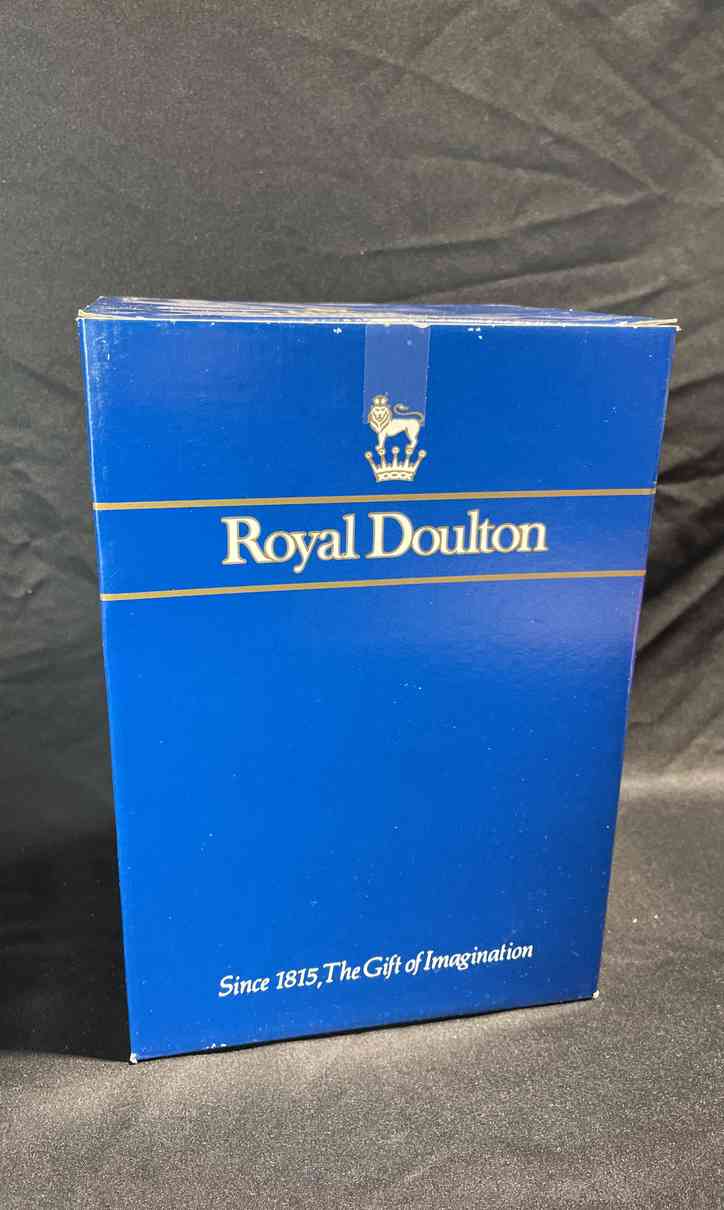 Royal Doulton
Since 1815, The Gift of Imagination